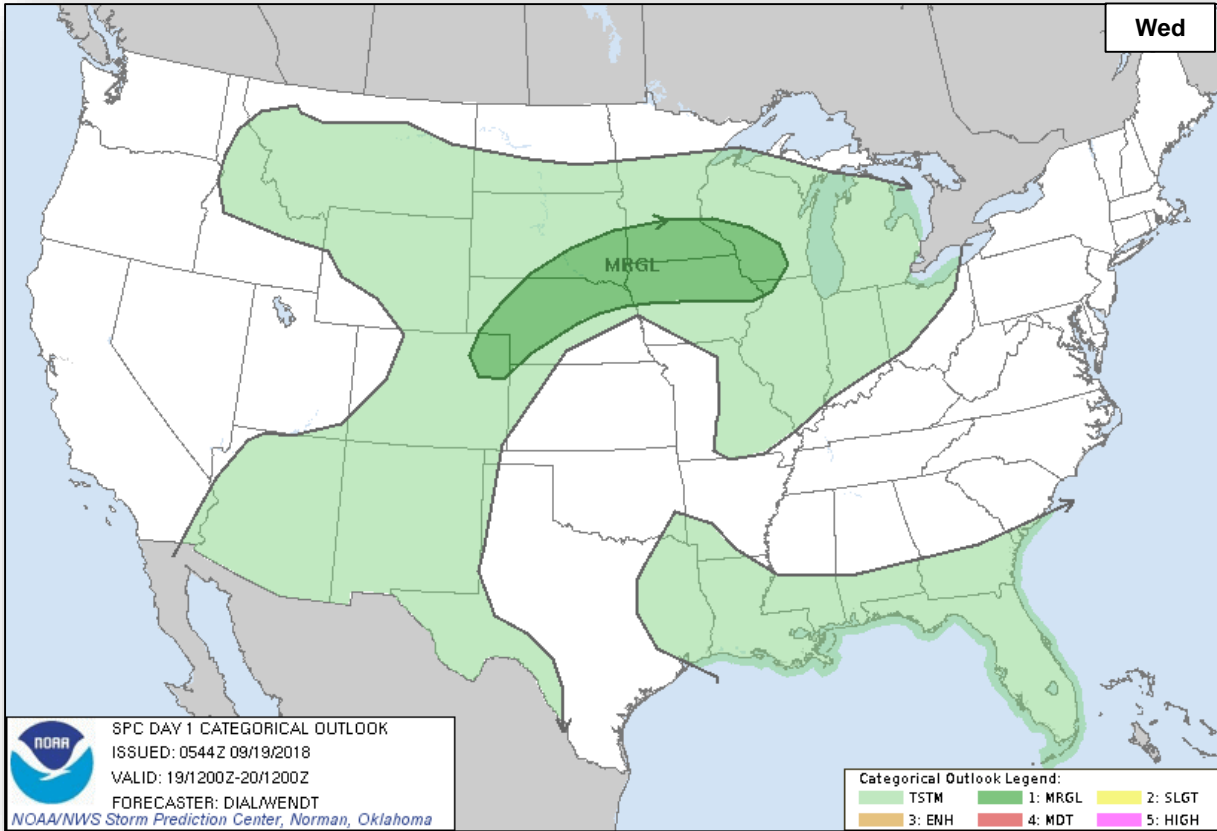 Wed
MRGL
NOAA
SPC DAY 1 CATEGORICAL OUTLOOK
ISSUED: 0544Z 09/19/2018
VALID: 19/1200Z-20/1200Z
FORECASTER: DIAL/WENDT
NOAA/NWS Storm Prediction Center, Norman, Oklahoma
Categorical Outlook Legend:
TSTM 1: MRGL 2: SLGT
3: ENH 4: MDT 5: HIGH